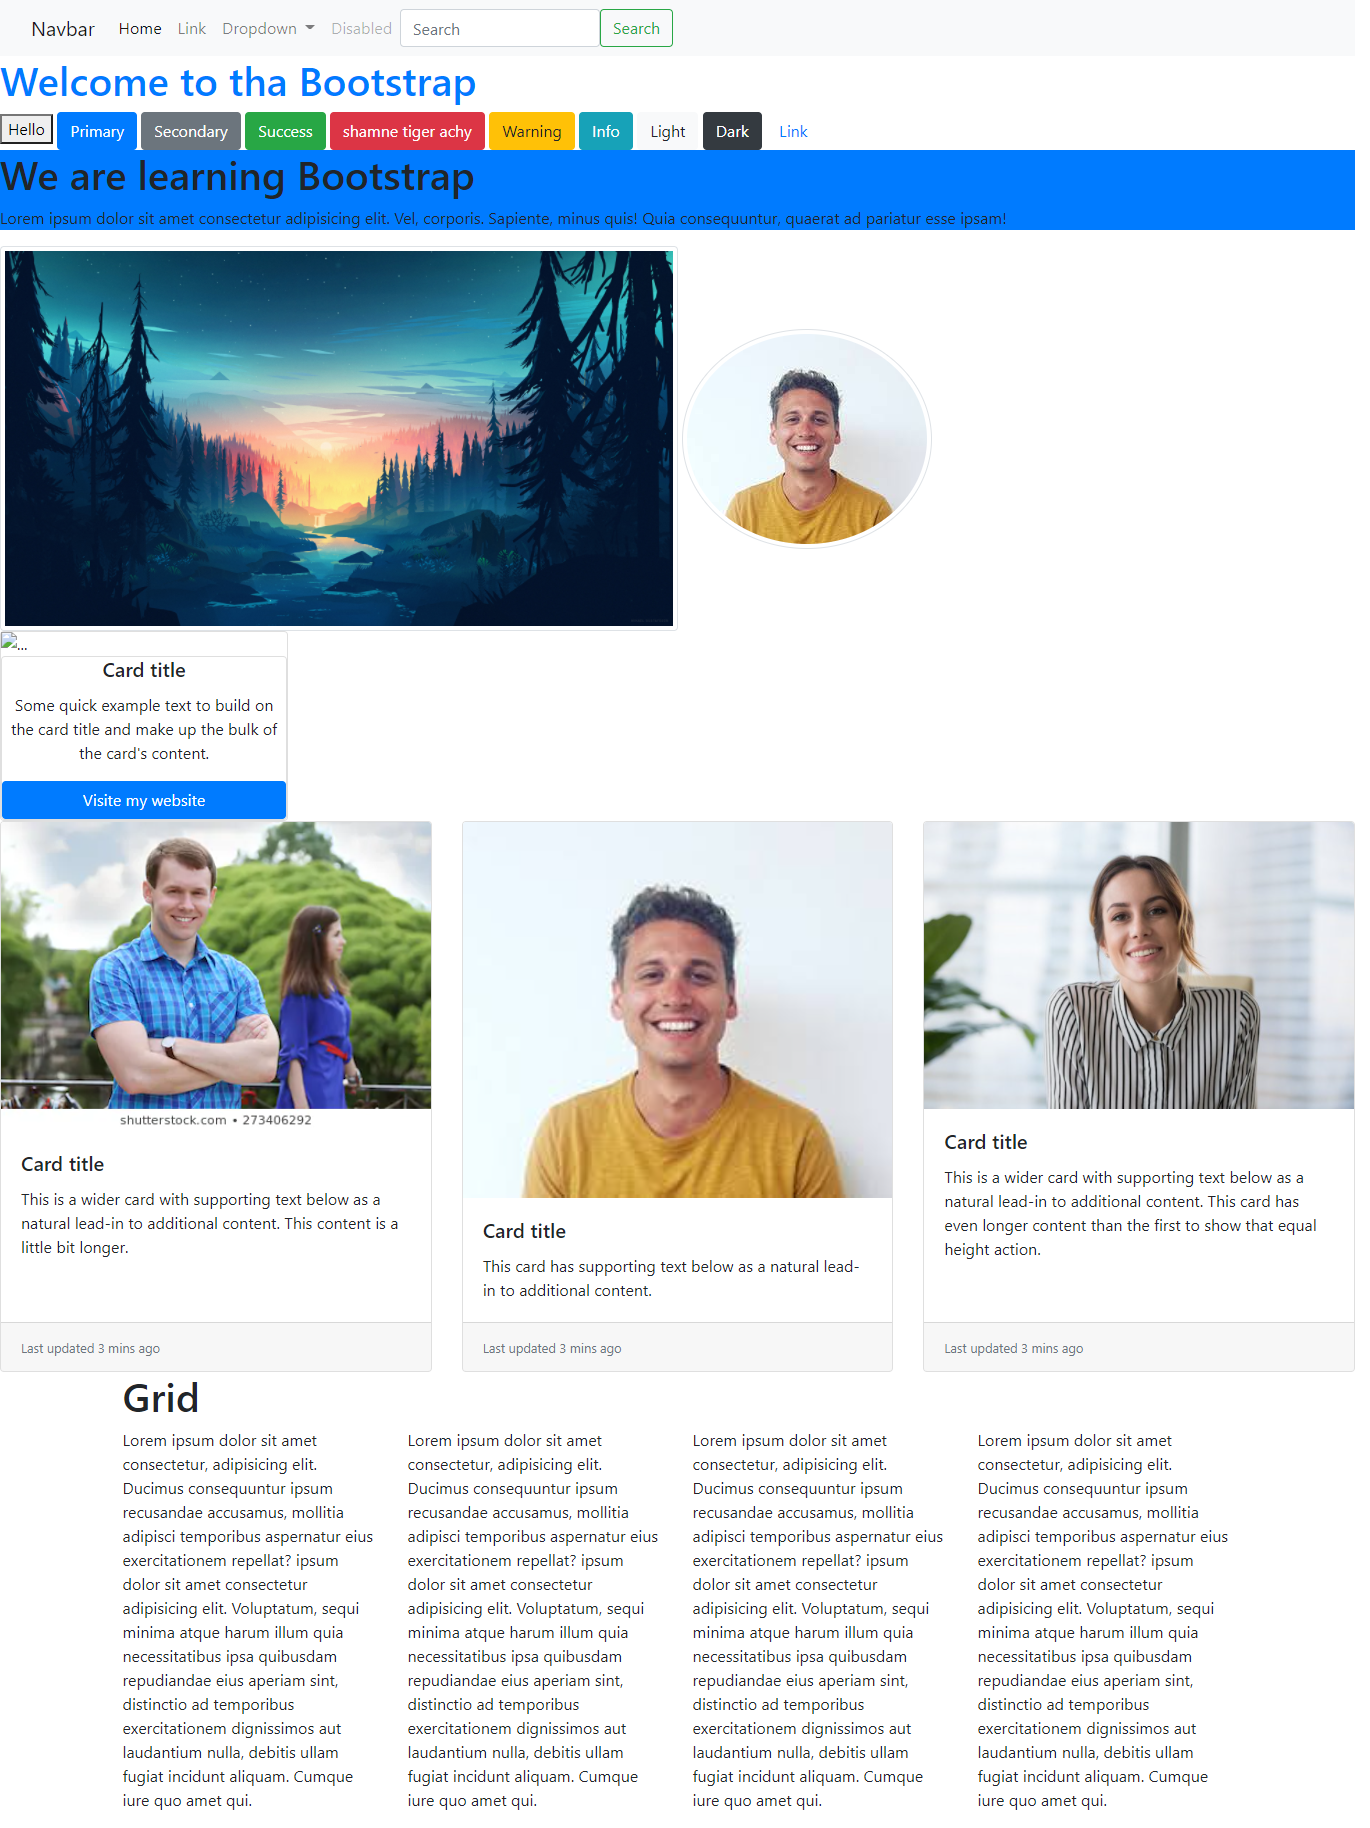 Navbar Home Link Dropdown Disabled Search Search
Welcome to tha Bootstrap
Hello Primary Secondary Success shamne tiger achy Warning Info Light Dark Link
We are learning Bootstrap
Lorem ipsum dolor sit amet consectetur adipisicing elit. Vel, corporis. Sapiente, minus quis! Quia consequuntur, quaerat ad pariatur esse ipsam!
...
Card title
Some quick example text to build on
the card title and make up the bulk of
the card's content.
Visite my website
shutterstock.com • 273406292
Card title
This is a wider card with supporting text below as a
natural lead-in to additional content. This content is a
little bit longer.
Last updated 3 mins ago
Card title
This card has supporting text below as a natural lead-
in to additional content.
Last updated 3 mins ago
Card title
This is a wider card with supporting text below as a
natural lead-in to additional content. This card has
even longer content than the first to show that equal
height action.
Last updated 3 mins ago
Grid
Lorem ipsum dolor sit amet
consectetur, adipisicing elit.
Ducimus consequuntur ipsum
recusandae accusamus, mollitia
adipisci temporibus aspernatur eius
exercitationem repellat? ipsum
dolor sit amet consectetur
adipisicing elit. Voluptatum, sequi
minima atque harum illum quia
necessitatibus ipsa quibusdam
repudiandae eius aperiam sint,
distinctio ad temporibus
exercitationem dignissimos aut
laudantium nulla, debitis ullam
fugiat incidunt aliquam. Cumque
iure quo amet qui.
Lorem ipsum dolor sit amet
consectetur, adipisicing elit.
Ducimus consequuntur ipsum
recusandae accusamus, mollitia
adipisci temporibus aspernatur eius
exercitationem repellat? ipsum
dolor sit amet consectetur
adipisicing elit. Voluptatum, sequi
minima atque harum illum quia
necessitatibus ipsa quibusdam
repudiandae eius aperiam sint,
distinctio ad temporibus
exercitationem dignissimos aut
laudantium nulla, debitis ullam
fugiat incidunt aliquam. Cumque
iure quo amet qui.
Lorem ipsum dolor sit amet
consectetur, adipisicing elit.
Ducimus consequuntur ipsum
recusandae accusamus, mollitia
adipisci temporibus aspernatur eius
exercitationem repellat? ipsum
dolor sit amet consectetur
adipisicing elit. Voluptatum, sequi
minima atque harum illum quia
necessitatibus ipsa quibusdam
repudiandae eius aperiam sint,
distinctio ad temporibus
exercitationem dignissimos aut
laudantium nulla, debitis ullam
fugiat incidunt aliquam. Cumque
iure quo amet qui.
Lorem ipsum dolor sit amet
consectetur, adipisicing elit.
Ducimus consequuntur ipsum
recusandae accusamus, mollitia
adipisci temporibus aspernatur eius
exercitationem repellat? ipsum
dolor sit amet consectetur
adipisicing elit. Voluptatum, sequi
minima atque harum illum quia
necessitatibus ipsa quibusdam
repudiandae eius aperiam sint,
distinctio ad temporibus
exercitationem dignissimos aut
laudantium nulla, debitis ullam
fugiat incidunt aliquam. Cumque
iure quo amet qui.